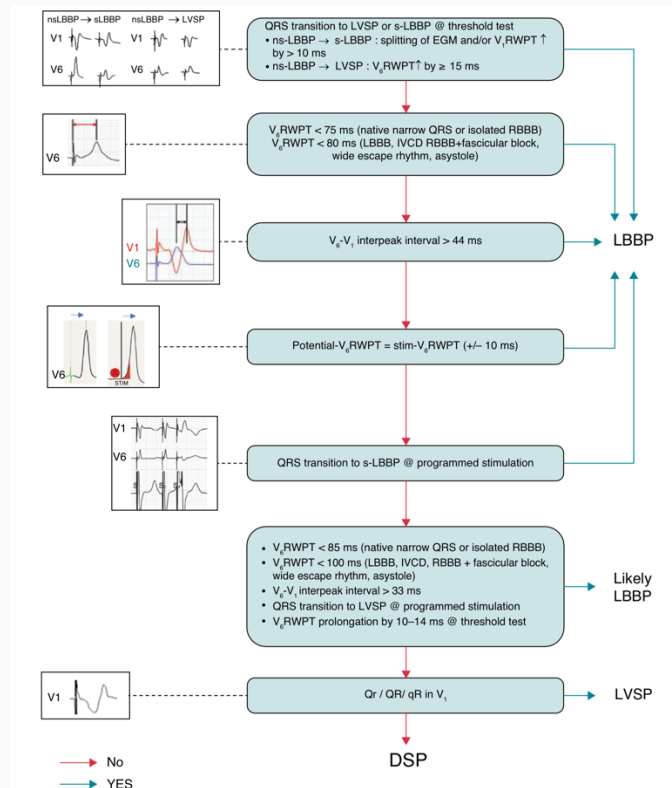 nsLBBP → sLBBP nsLBBP → LVSP
V1
V6
QRS transition to LVSP or s-LBBP @ threshold test
• ns-LBBP → s-LBBP : splitting of EGM and/or V1RWPT ↑
by > 10 ms
• ns-LBBP → LVSP : V6RWPT↑ by ≥ 15 ms
V6
V6RWPT < 75 ms (native narrow QRS or isolated RBBB)
V6RWPT < 80 ms (LBBB, IVCD RBBB+fascicular block,
wide escape rhythm, asystole)
V1
V6
V6-V1 interpeak interval > 44 ms
LBBP
V6
STIM
Potential-V6RWPT = stim-V6RWPT (+/− 10 ms)
V1
V6
QRS transition to s-LBBP @ programmed stimulation
• V6RWPT < 85 ms (native narrow QRS or isolated RBBB)
• V6RWPT < 100 ms (LBBB, IVCD, RBBB + fascicular block,
wide escape rhythm, asystole)
• V6-V1 interpeak interval > 33 ms
• QRS transition to LVSP @ programmed stimulation
• V6RWPT prolongation by 10–14 ms @ threshold test
Likely
LBBP
V1
Qr / QR/ qR in V1
LVSP
No
YES
DSP